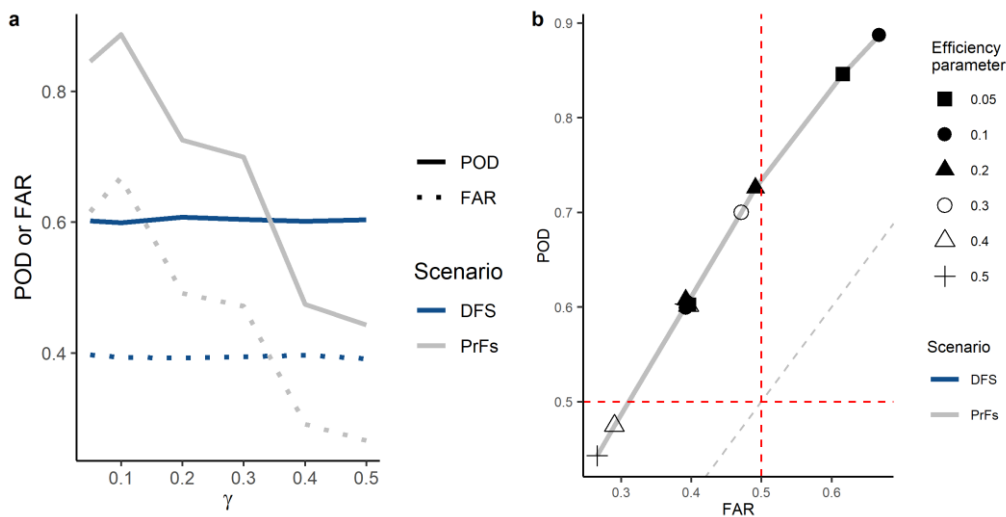 a
POD or FAR
0.8
0.6
0.4
0.1 0.2 0.3 0.4 0.5
γ
POD
FAR
Scenario
DFS
PrFs
b
POD
0.9
0.8
0.7
0.6
0.5
0.3 0.4 0.5 0.6
FAR
Efficiency
parameter
0.05
0.1
0.2
0.3
0.4
0.5
Scenario
DFS
PrFs